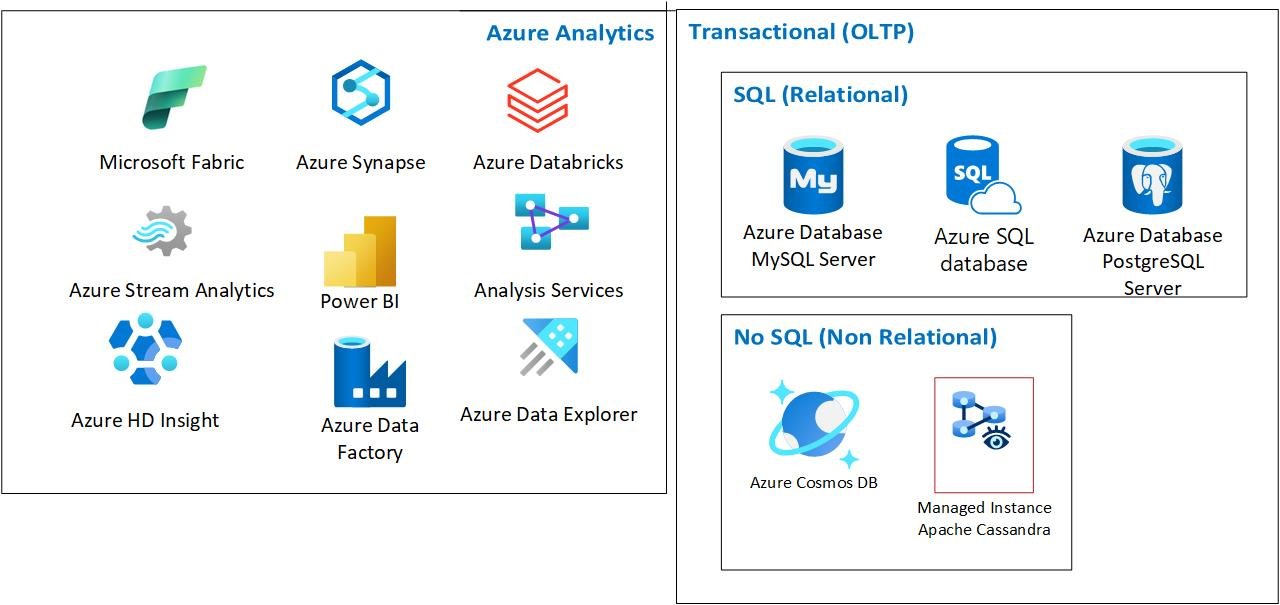 Azure Analytics
Microsoft Fabric
Azure Synapse
Azure Databricks
Azure Stream Analytics
Power BI
Analysis Services
Azure HD Insight
Azure Data
Factory
Azure Data Explorer
Transactional (OLTP)
SQL (Relational)
My
Azure Database
MySQL Server
SQL
Azure SQL
database
Azure Database
PostgreSQL
Server
No SQL (Non Relational)
Azure Cosmos DB
Managed Instance
Apache Cassandra